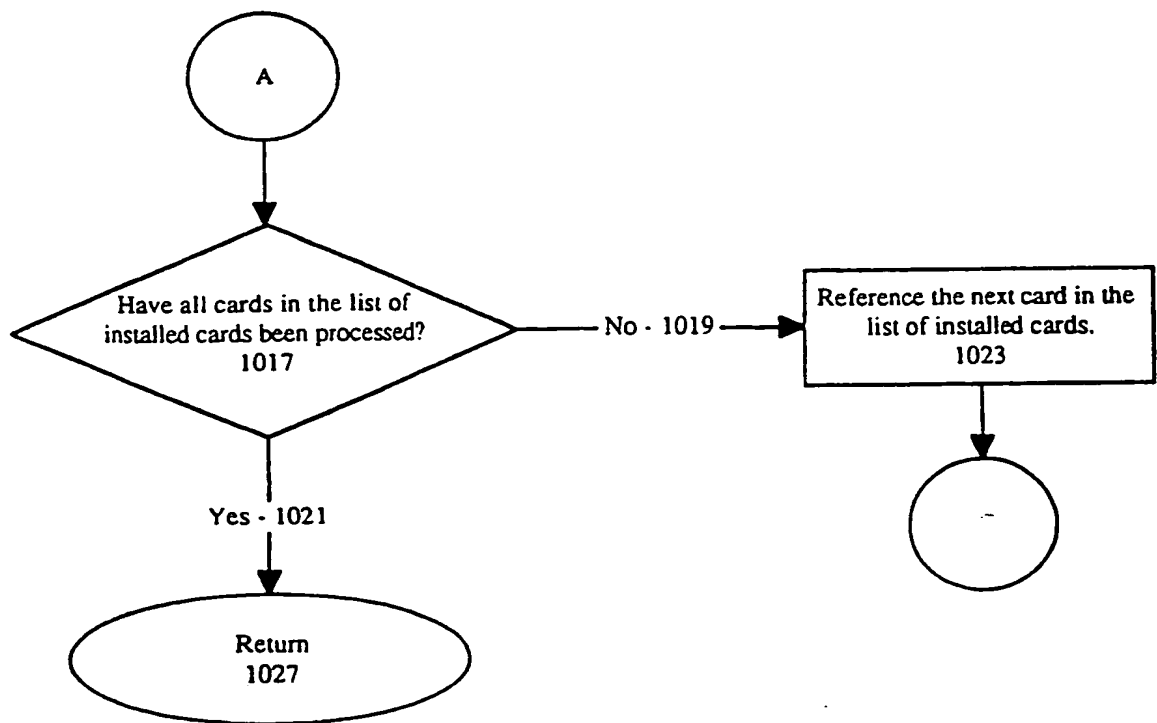 A
Have all cards in the list of
installed cards been processed?
1017
No - 1019
Reference the next card in the
list of installed cards.
1023
Yes - 1021
Return
1027